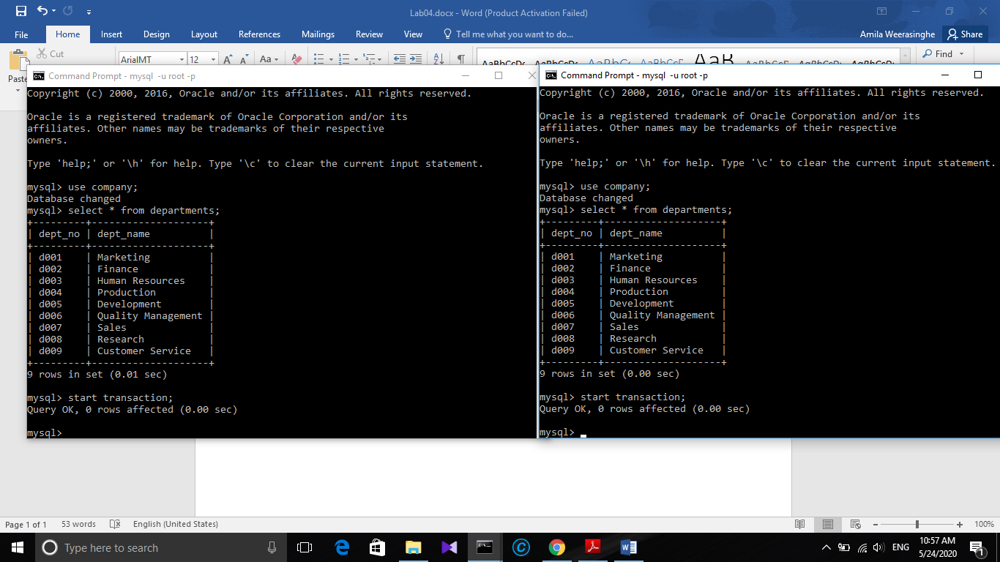 Lab04.docx - Word (Product Activation Failed)
File Home Insert Design Layout References Mailings Review View Tell me what you want to do... Amila Weerasinghe Share
Cut ArialMT 12 Aa Find
Paste
Command Prompt - mysql -u root -p
Copyright (c) 2000, 2016, Oracle and/or its affiliates. All rights reserved.
Oracle is a registered trademark of Oracle Corporation and/or its
affiliates. Other names may be trademarks of their respective
owners.
Type 'help;' or '\h' for help. Type '\c' to clear the current input statement.
mysql> use company;
Database changed
mysql> select * from departments;
+---------+--------------------+
| dept_no | dept_name          |
+---------+--------------------+
| d001    | Marketing          |
| d002    | Finance            |
| d003    | Human Resources    |
| d004    | Production         |
| d005    | Development        |
| d006    | Quality Management |
| d007    | Sales              |
| d008    | Research           |
| d009    | Customer Service   |
+---------+--------------------+
9 rows in set (0.01 sec)
mysql> start transaction;
Query OK, 0 rows affected (0.00 sec)
mysql>
Command Prompt - mysql -u root -p
Copyright (c) 2000, 2016, Oracle and/or its affiliates. All rights reserved.
Oracle is a registered trademark of Oracle Corporation and/or its
affiliates. Other names may be trademarks of their respective
owners.
Type 'help;' or '\h' for help. Type '\c' to clear the current input statement.
mysql> use company;
Database changed
mysql> select * from departments;
+---------+--------------------+
| dept_no | dept_name          |
+---------+--------------------+
| d001    | Marketing          |
| d002    | Finance            |
| d003    | Human Resources    |
| d004    | Production         |
| d005    | Development        |
| d006    | Quality Management |
| d007    | Sales              |
| d008    | Research           |
| d009    | Customer Service   |
+---------+--------------------+
9 rows in set (0.00 sec)
mysql> start transaction;
Query OK, 0 rows affected (0.00 sec)
mysql>
Page 1 of 1 53 words English (United States) 100%
Type here to search ENG 10:57 AM
5/24/2020 1